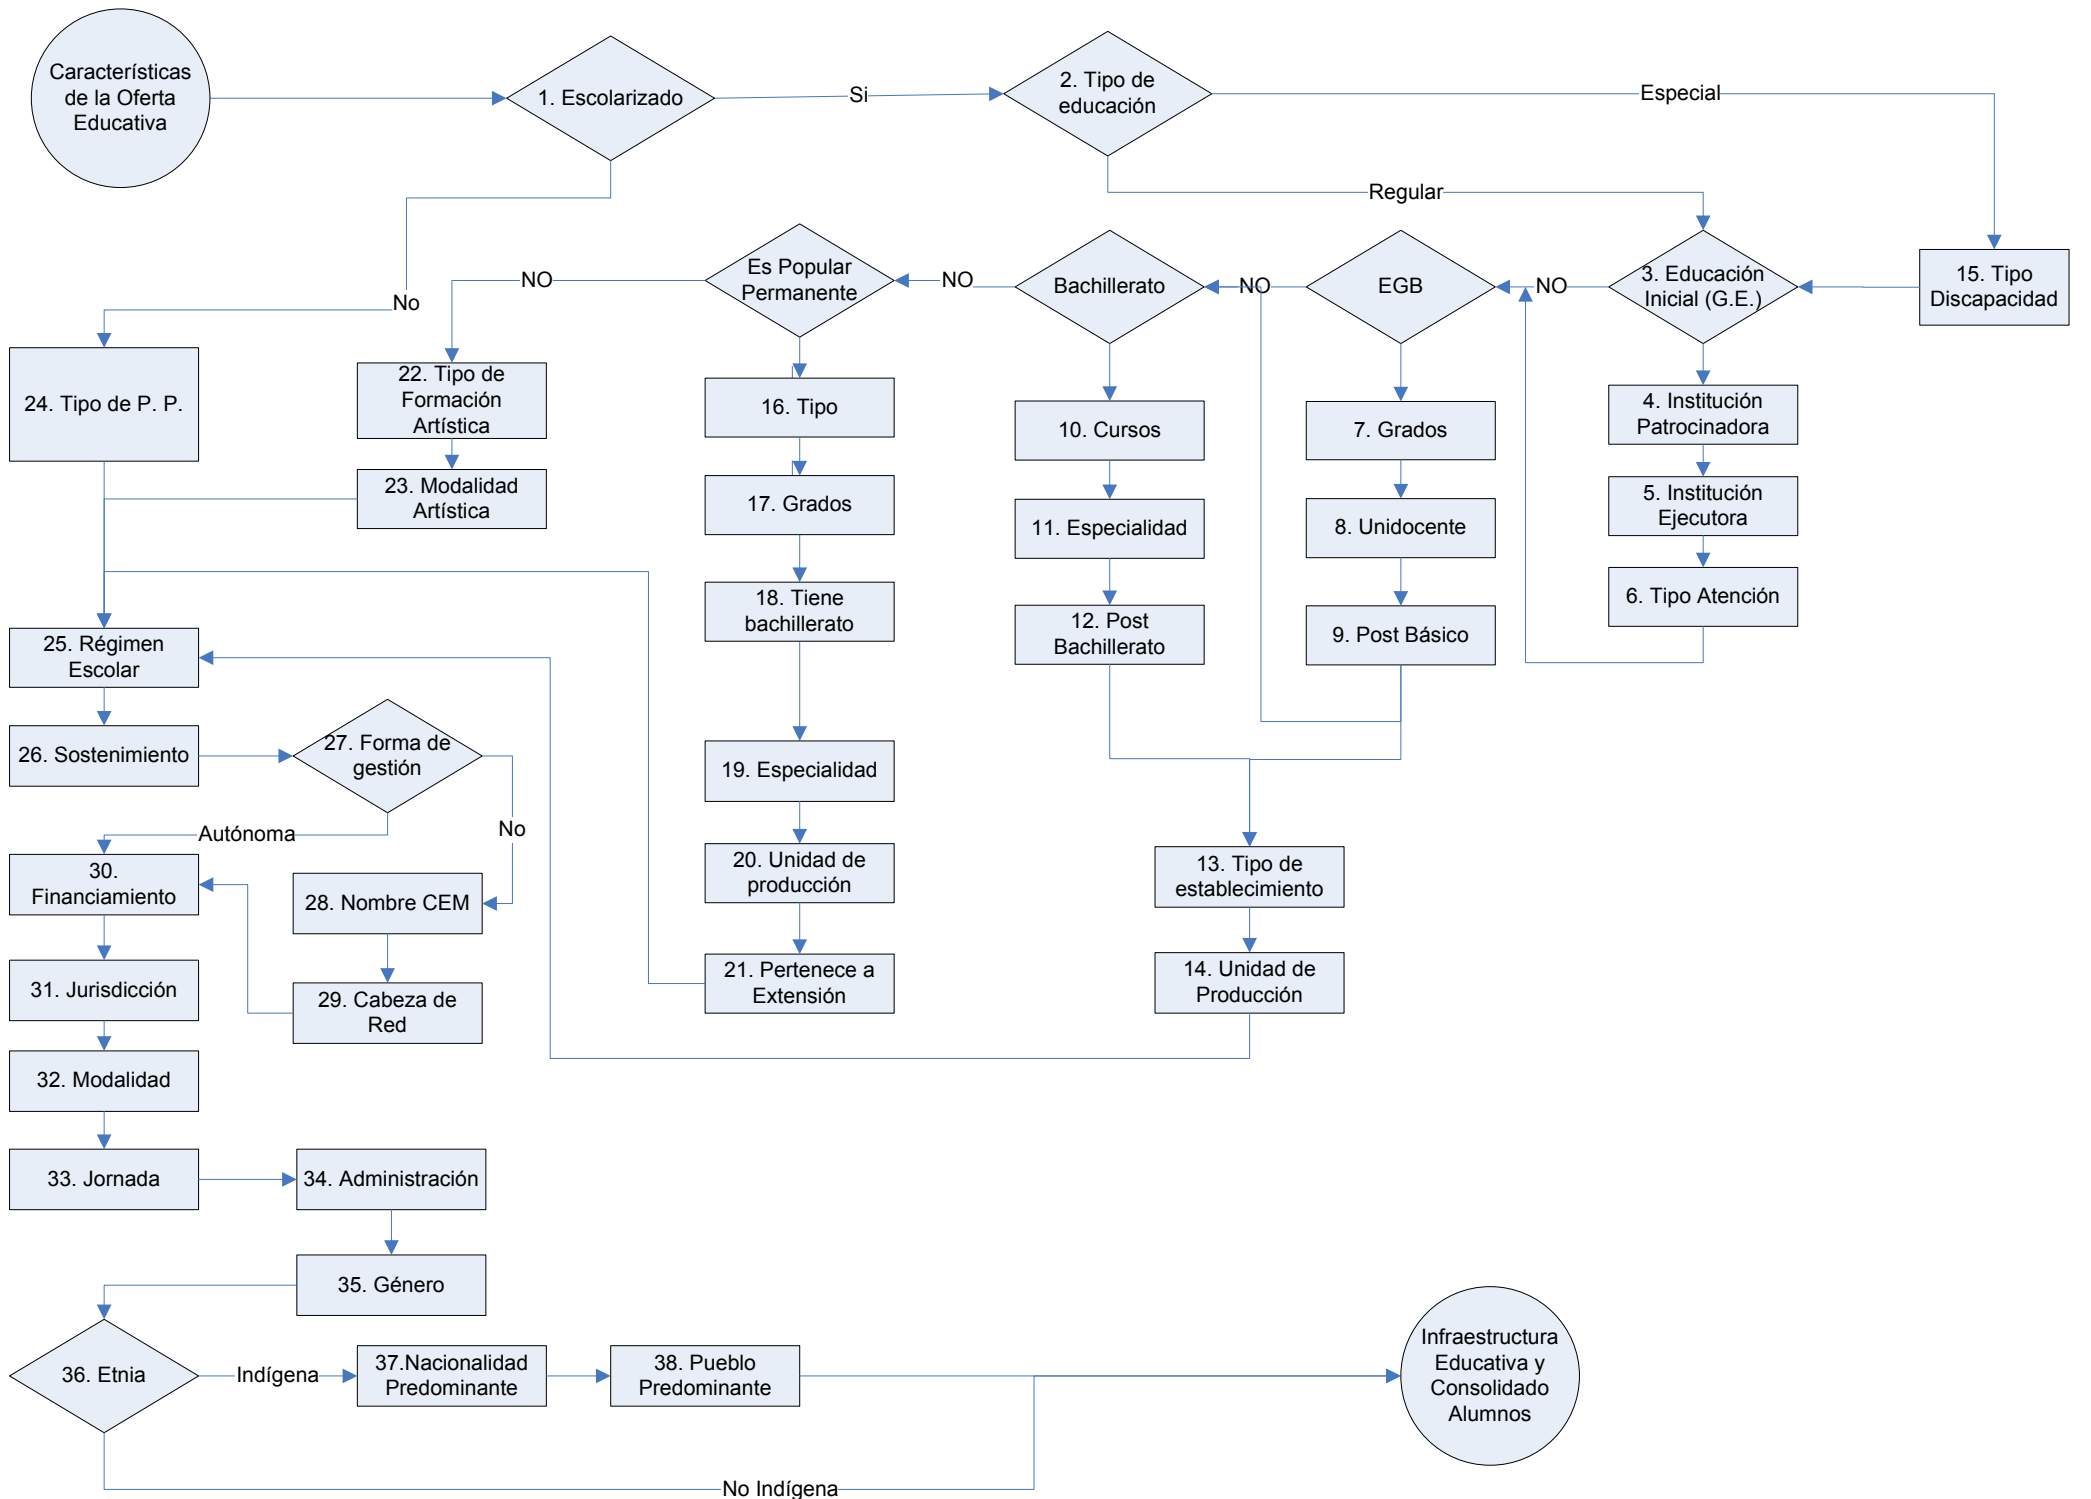 Características
de la Oferta
Educativa
1. Escolarizado
Si
2. Tipo de
educación
Especial
Regular
No
Es Popular
Permanente
NO
Bachillerato
NO
EGB
NO
3. Educación
Inicial (G.E.)
NO
15. Tipo
Discapacidad
24. Tipo de P. P.
22. Tipo de
Formación
Artística
23. Modalidad
Artística
16. Tipo
17. Grados
18. Tiene
bachillerato
19. Especialidad
20. Unidad de
producción
21. Pertenece a
Extensión
10. Cursos
11. Especialidad
12. Post
Bachillerato
7. Grados
8. Unidocente
9. Post Básico
4. Institución
Patrocinadora
5. Institución
Ejecutora
6. Tipo Atención
13. Tipo de
establecimiento
14. Unidad de
Producción
25. Régimen
Escolar
26. Sostenimiento
27. Forma de
gestión
Autónoma
No
30.
Financiamiento
28. Nombre CEM
29. Cabeza de
Red
31. Jurisdicción
32. Modalidad
33. Jornada
34. Administración
35. Género
36. Etnia
Indígena
37.Nacionalidad
Predominante
38. Pueblo
Predominante
No Indígena
Infraestructura
Educativa y
Consolidado
Alumnos